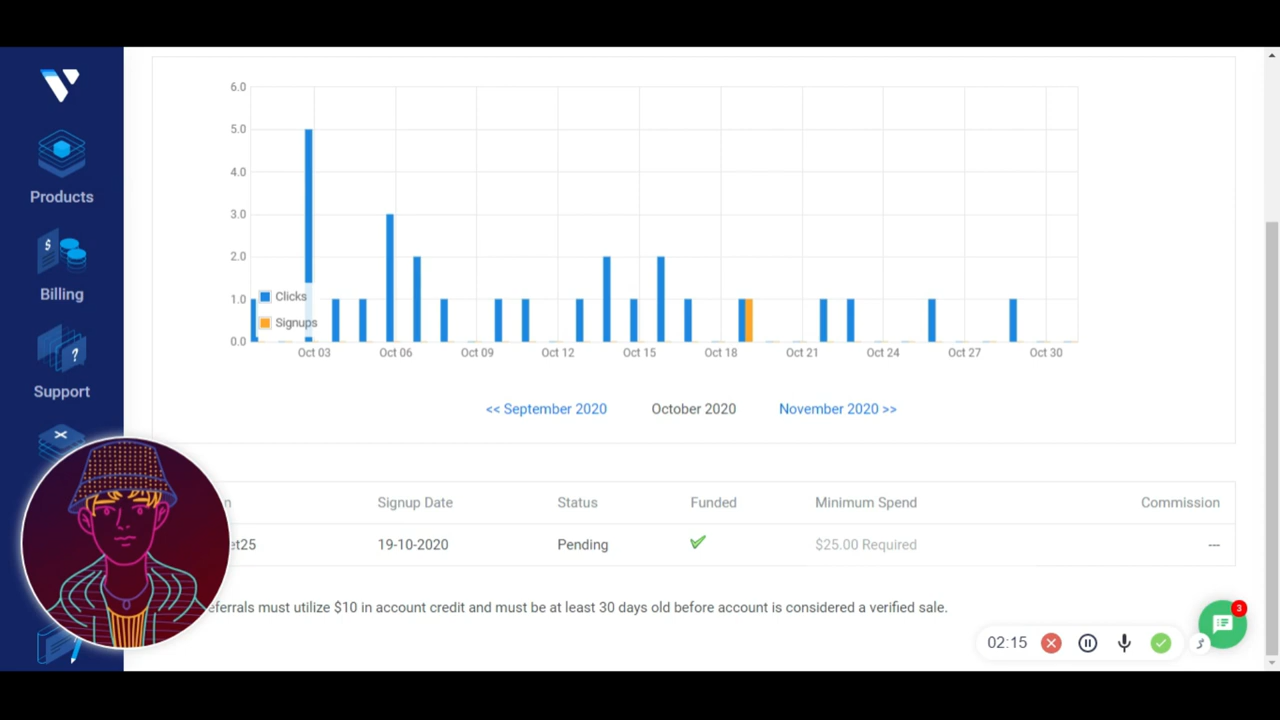 6.0
5.0
4.0
3.0
2.0
1.0
0.0
Clicks
Signups
Oct 03 Oct 06 Oct 09 Oct 12 Oct 15 Oct 18 Oct 21 Oct 24 Oct 27 Oct 30
<< September 2020 October 2020 November 2020 >>
Products
$
Billing
?
Support
Signup Date Status Funded Minimum Spend Commission
19-10-2020 Pending $25.00 Required ---
must utilize $10 in account credit and must be at least 30 days old before account is considered a verified sale.
3
02:15